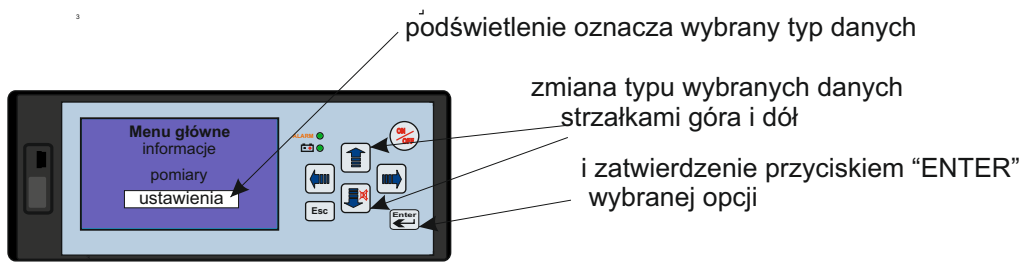 3
podświetlenie oznacza wybrany typ danych
zmiana typu wybranych danych
strzałkami góra i dół
i zatwierdzenie przyciskiem “ENTER”
wybranej opcji
Menu główne
informacje
pomiary
ustawienia
ALARM
ON
OFF
Esc
Enter